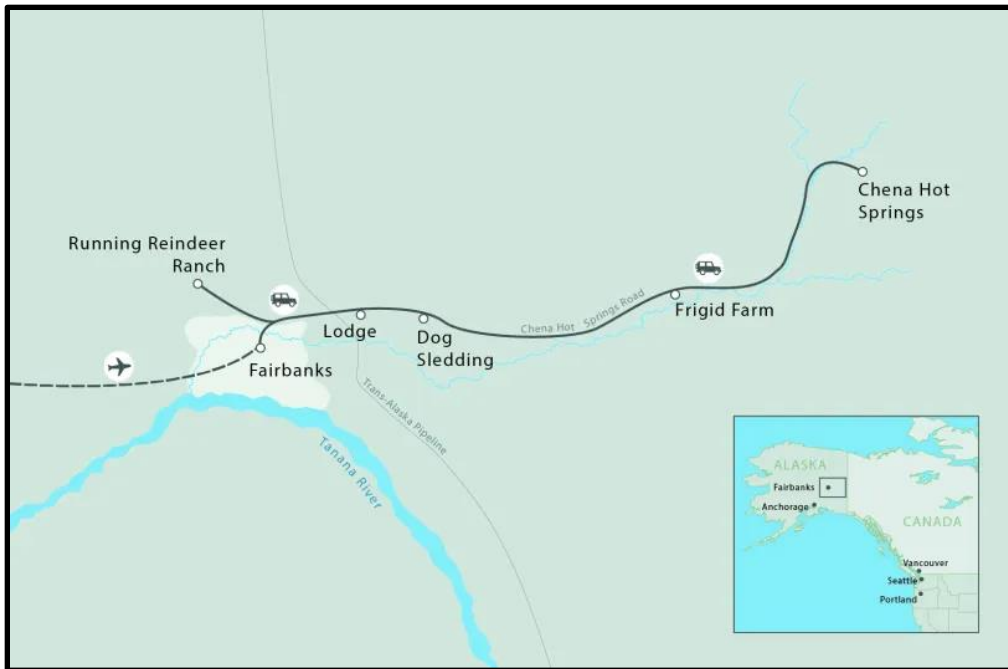 Chena Hot
Springs
Running Reindeer
Ranch
Lodge
Dog
Sledding
Chena Hot Springs Road
Frigid Farm
Fairbanks
Trans-Alaska Pipeline
Tanana River
ALASKA
Fairbanks
Anchorage
CANADA
Vancouver
Seattle
Portland